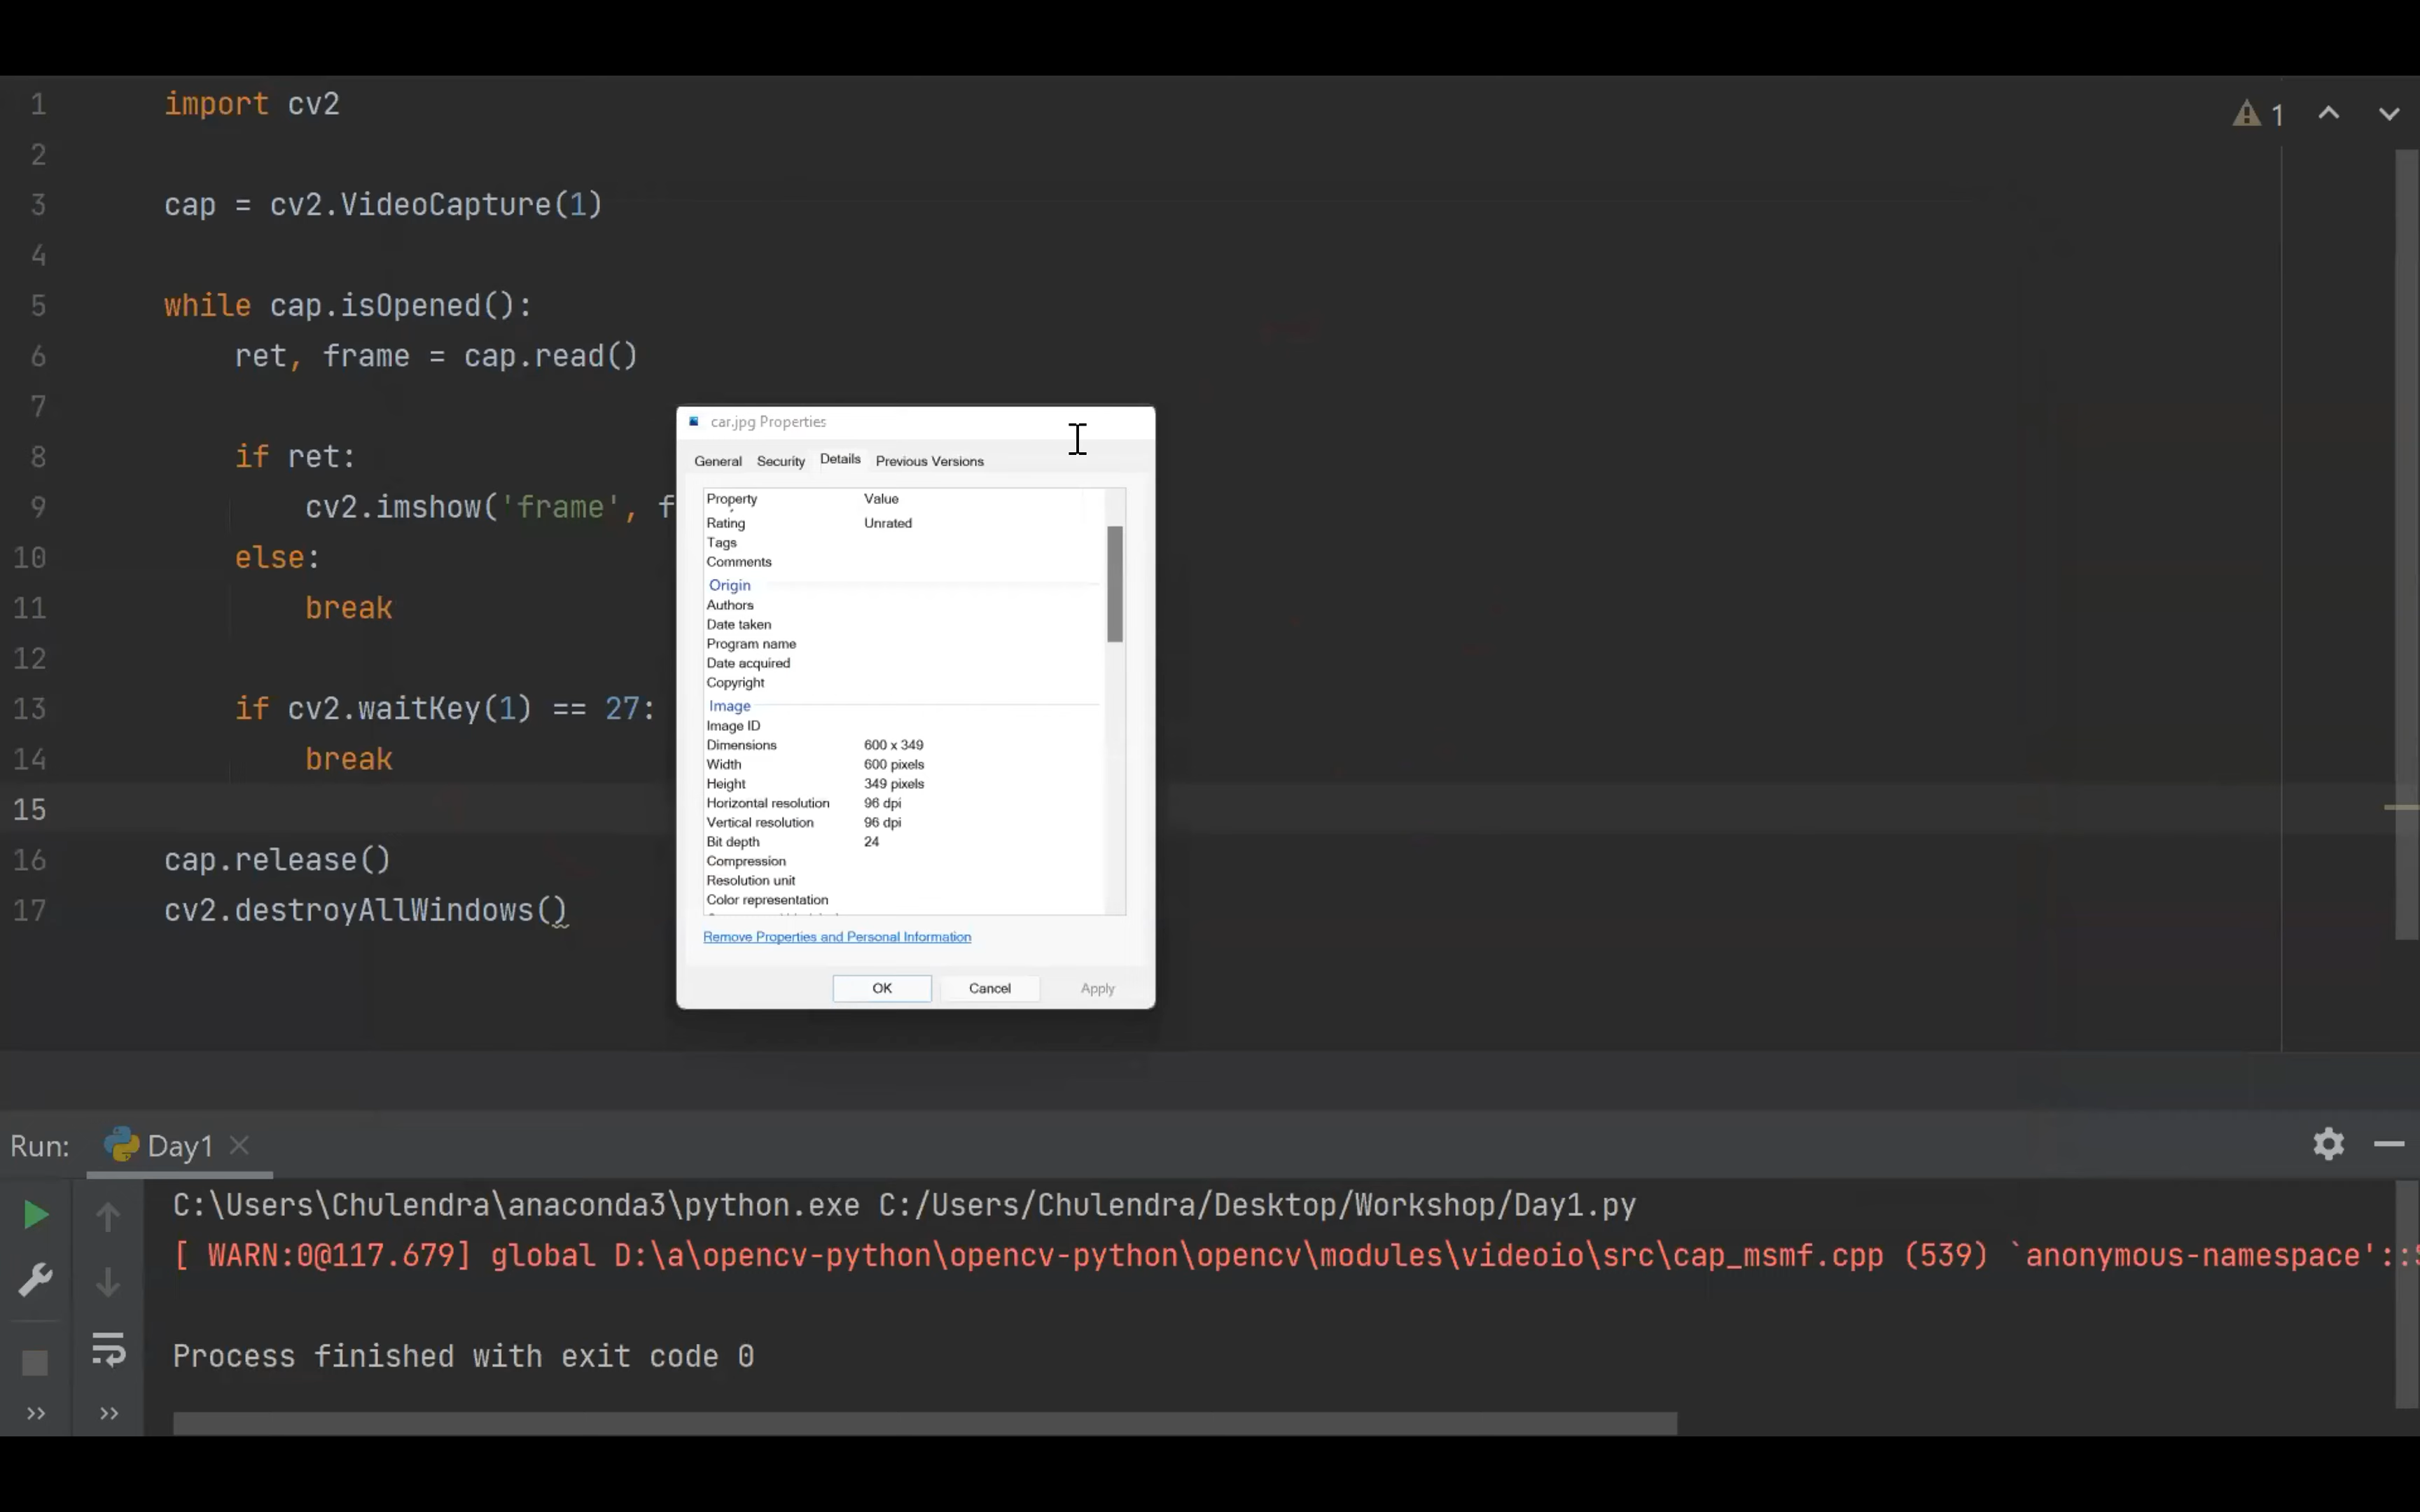 1 import cv2
2
3 cap = cv2.VideoCapture(1)
4
5 while cap.isOpened():
6 ret, frame = cap.read()
7
8 if ret:
9 cv2.imshow('frame', f
10 else:
11 break
12
13 if cv2.waitKey(1) == 27:
14 break
15
16 cap.release()
17 cv2.destroyAllWindows()
1
car.jpg Properties
General Security Details Previous Versions
Property Value
Rating Unrated
Tags
Comments
Origin
Authors
Date taken
Program name
Date acquired
Copyright
Image
Image ID
Dimensions 600 x 349
Width 600 pixels
Height 349 pixels
Horizontal resolution 96 dpi
Vertical resolution 96 dpi
Bit depth 24
Compression
Resolution unit
Color representation
Remove Properties and Personal Information
OK Cancel Apply
Run: Day1
C:\Users\Chulendra\anaconda3\python.exe C:/Users/Chulendra/Desktop/Workshop/Day1.py
[ WARN:0@117.679] global D:\a\opencv-python\opencv-python\opencv\modules\videoio\src\cap_msmf.cpp (539) `anonymous-namespace'::
Process finished with exit code 0